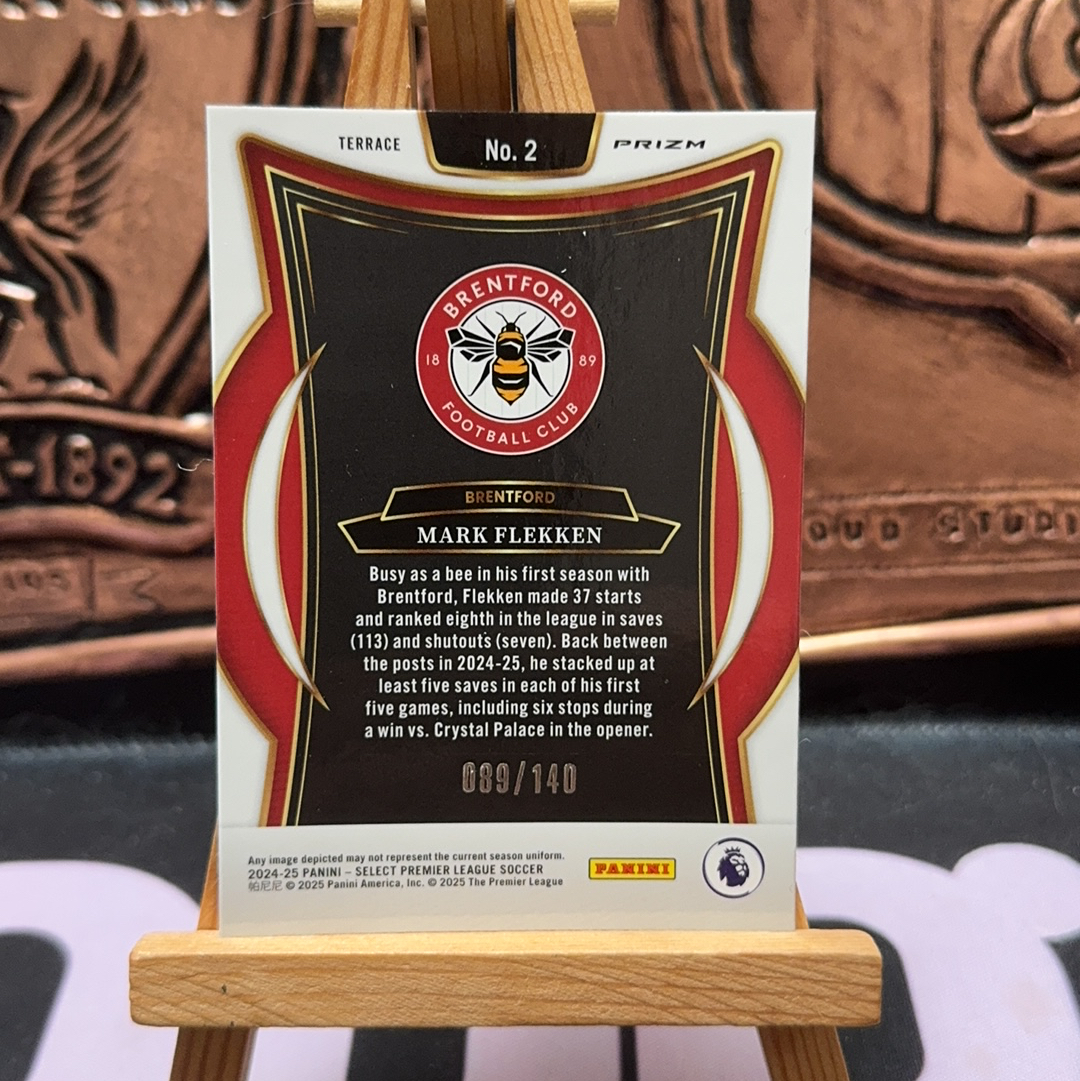 TERRACE
No. 2
PRIZM
BRENTFORD
18 89
FOOTBALL CLUB
BRENTFORD
MARK FLEKKEN
Busy as a bee in his first season with
Brentford, Flekken made 37 starts
and ranked eighth in the league in saves
(113) and shutouts (seven). Back between
the posts in 2024-25, he stacked up at
least five saves in each of his first
five games, including six stops during
a win vs. Crystal Palace in the opener.
089/140
Any image depicted may not represent the current season uniform.
2024-25 PANINI – SELECT PREMIER LEAGUE SOCCER
帕尼尼 © 2025 Panini America, Inc. © 2025 The Premier League
PANINI
-1892